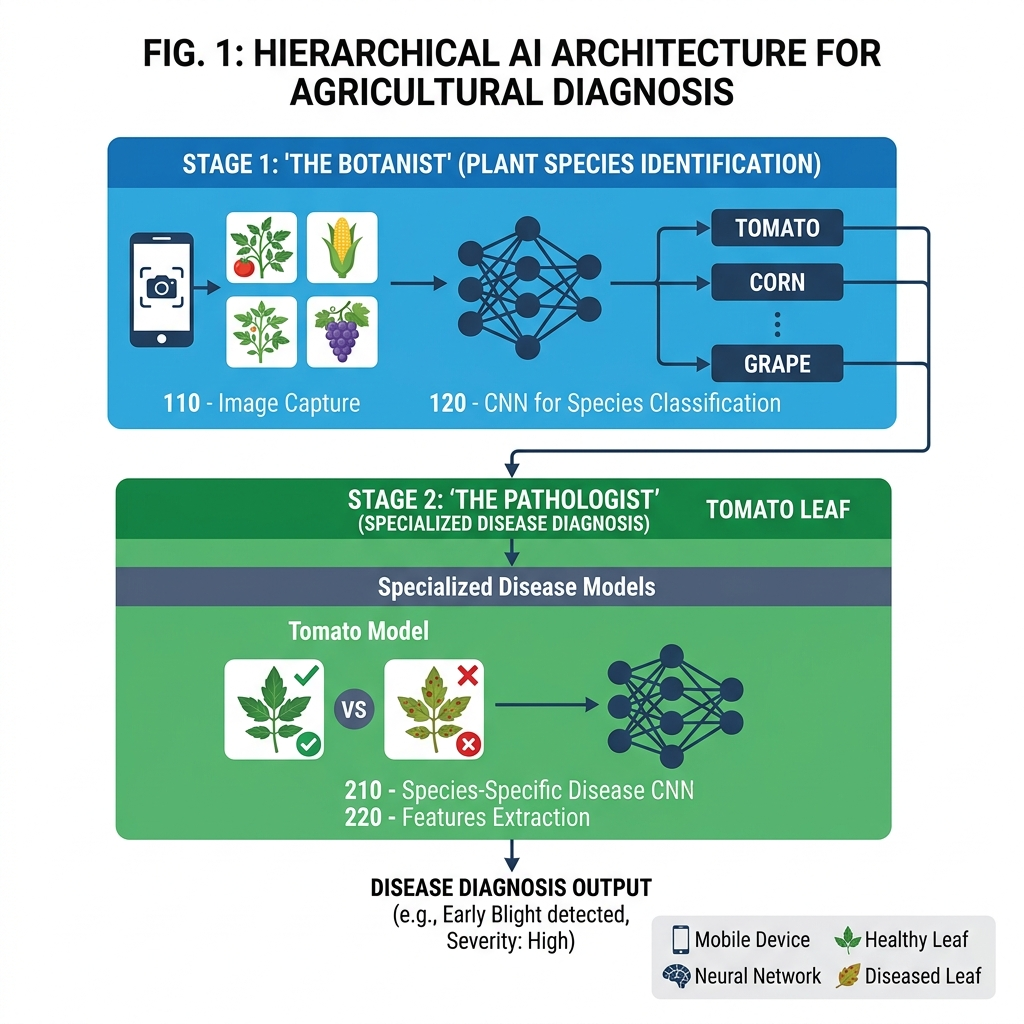 FIG. 1: HIERARCHICAL AI ARCHITECTURE FOR
AGRICULTURAL DIAGNOSIS
STAGE 1: 'THE BOTANIST' (PLANT SPECIES IDENTIFICATION)
TOMATO
CORN
GRAPE
110 - Image Capture
120 - CNN for Species Classification
STAGE 2: ‘THE PATHOLOGIST’
(SPECIALIZED DISEASE DIAGNOSIS)
TOMATO LEAF
Specialized Disease Models
Tomato Model
VS
210 - Species-Specific Disease CNN
220 - Features Extraction
DISEASE DIAGNOSIS OUTPUT
(e.g., Early Blight detected,
Severity: High)
Mobile Device
Healthy Leaf
Neural Network
Diseased Leaf